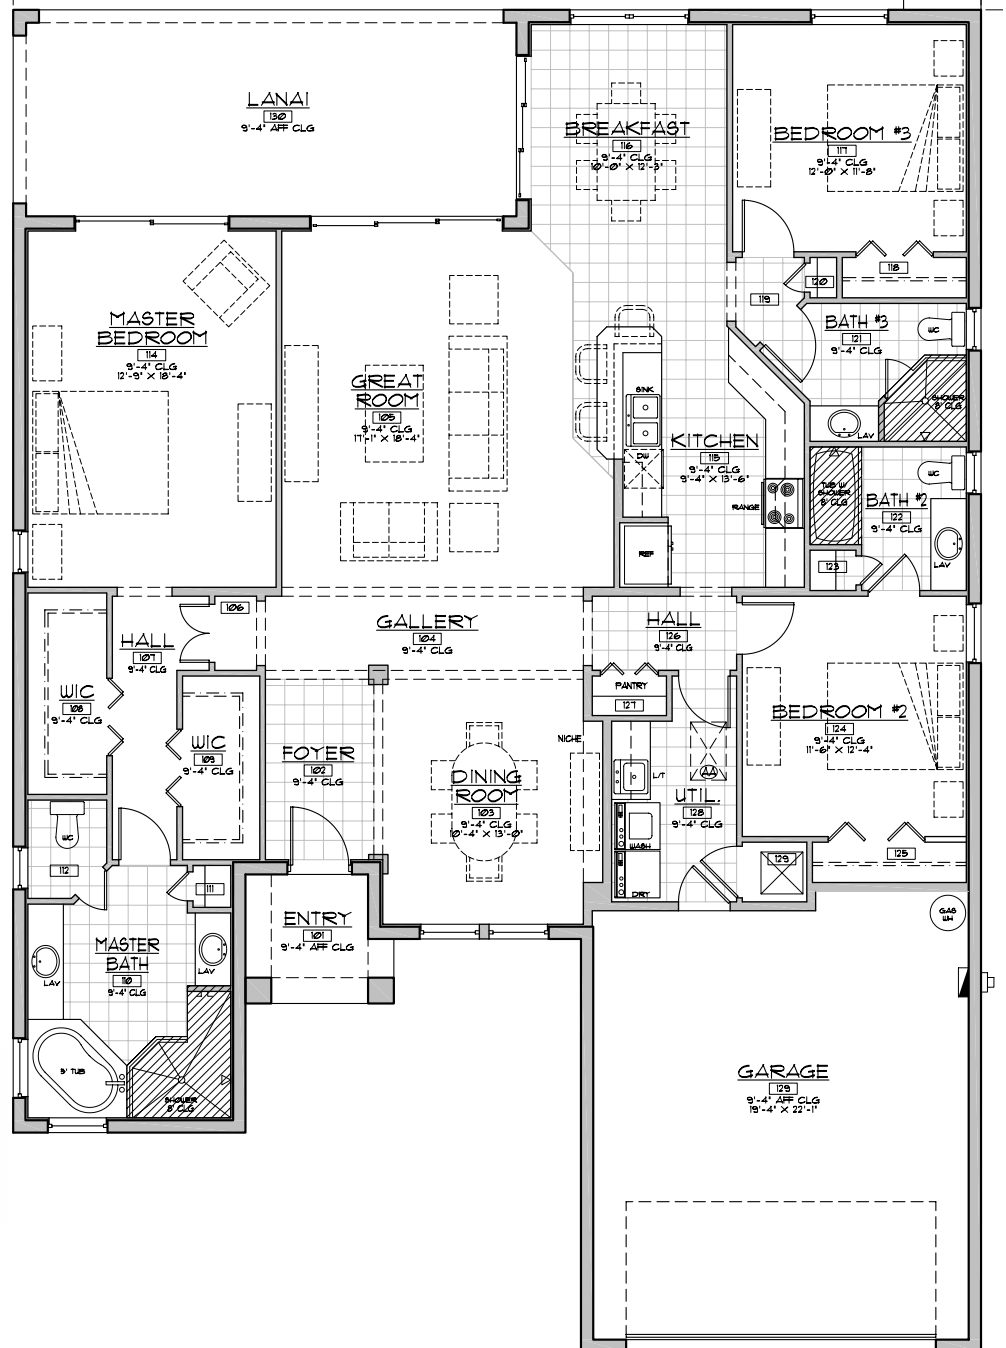 LANAI
130
9'-4" AFF CLG
BREAKFAST
116
9'-4" CLG
10'-0" X 12'-3"
BEDROOM #3
117
9'-4" CLG
12'-0" X 11'-8"
118
119
120
BATH #3
121
9'-4" CLG
WC
SHOWER
8' CLG
LAV
MASTER
BEDROOM
114
9'-4" CLG
12'-9" X 18'-4"
GREAT
ROOM
105
9'-4" CLG
17'-1" X 18'-4"
SINK
DW
KITCHEN
115
9'-4" CLG
9'-4" X 13'-6"
RANGE
REF
TUB W/
SHOWER
8' CLG
WC
BATH #2
122
9'-4" CLG
LAV
123
106
GALLERY
104
9'-4" CLG
HALL
107
9'-4" CLG
HALL
126
9'-4" CLG
WIC
108
9'-4" CLG
WIC
109
9'-4" CLG
PANTRY
127
BEDROOM #2
124
9'-4" CLG
11'-6" X 12'-4"
125
FOYER
102
9'-4" CLG
DINING
ROOM
103
9'-4" CLG
10'-4" X 13'-0"
NICHE
L/T
AA
UTIL.
128
9'-4" CLG
WASH
DRY
129
WC
112
111
ENTRY
101
9'-4" AFF CLG
GAS
WH
MASTER
BATH
110
9'-4" CLG
LAV
LAV
5' TUB
SHOWER
8' CLG
GARAGE
129
9'-4" AFF CLG
19'-4" X 22'-1"